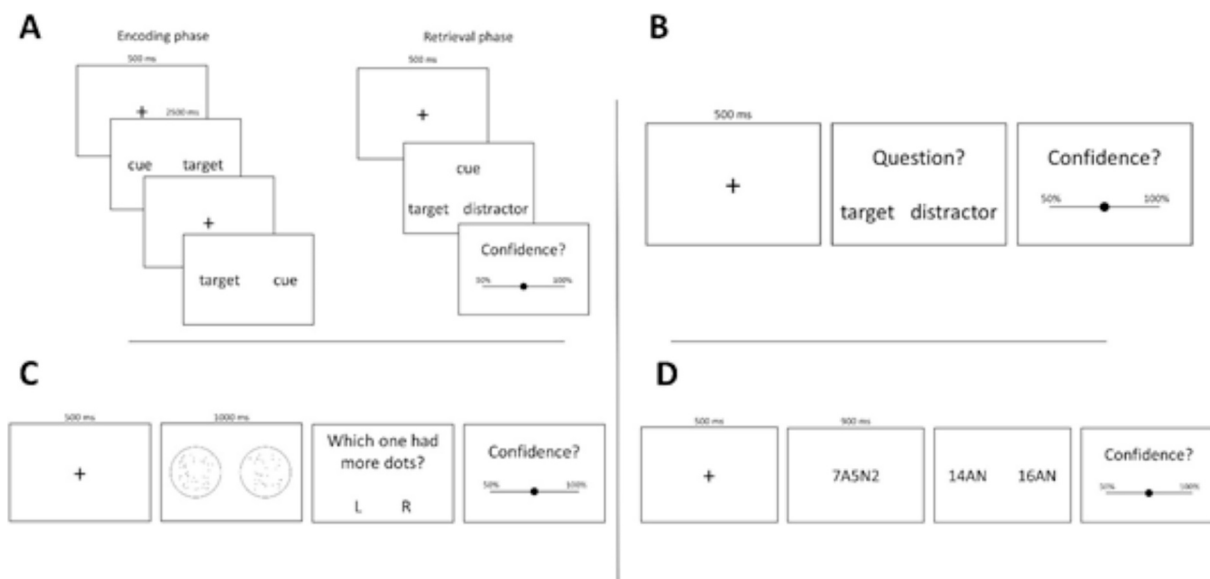 A
Encoding phase
500 ms
+
2500 ms
cue target
+
target cue
Retrieval phase
500 ms
+
cue
target distractor
Confidence?
50% 100%
B
500 ms
+
Question?
target distractor
Confidence?
50% 100%
C
500 ms
+
1000 ms
Which one had
more dots?
L R
Confidence?
50% 100%
D
500 ms
+
900 ms
7A5N2
14AN 16AN
Confidence?
50% 100%